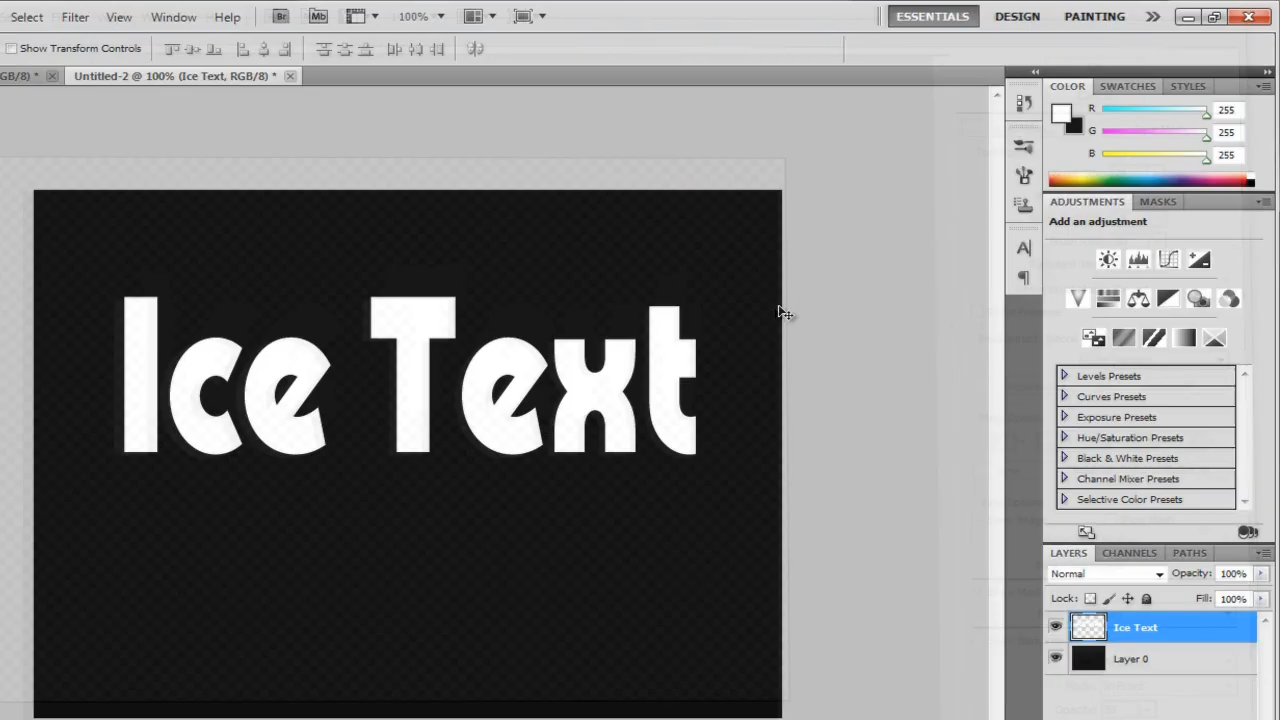 Select Filter View Window Help Br Mb 100% ESSENTIALS DESIGN PAINTING
Show Transform Controls
GB/8) * Untitled-2 @ 100% (Ice Text, RGB/8) *
COLOR SWATCHES STYLES
R 255
G 255
B 255
ADJUSTMENTS MASKS
Add an adjustment
Ice Text
Levels Presets
Curves Presets
Exposure Presets
Hue/Saturation Presets
Black & White Presets
Channel Mixer Presets
Selective Color Presets
LAYERS CHANNELS PATHS
Normal Opacity: 100%
Lock: Fill: 100%
Ice Text
Layer 0